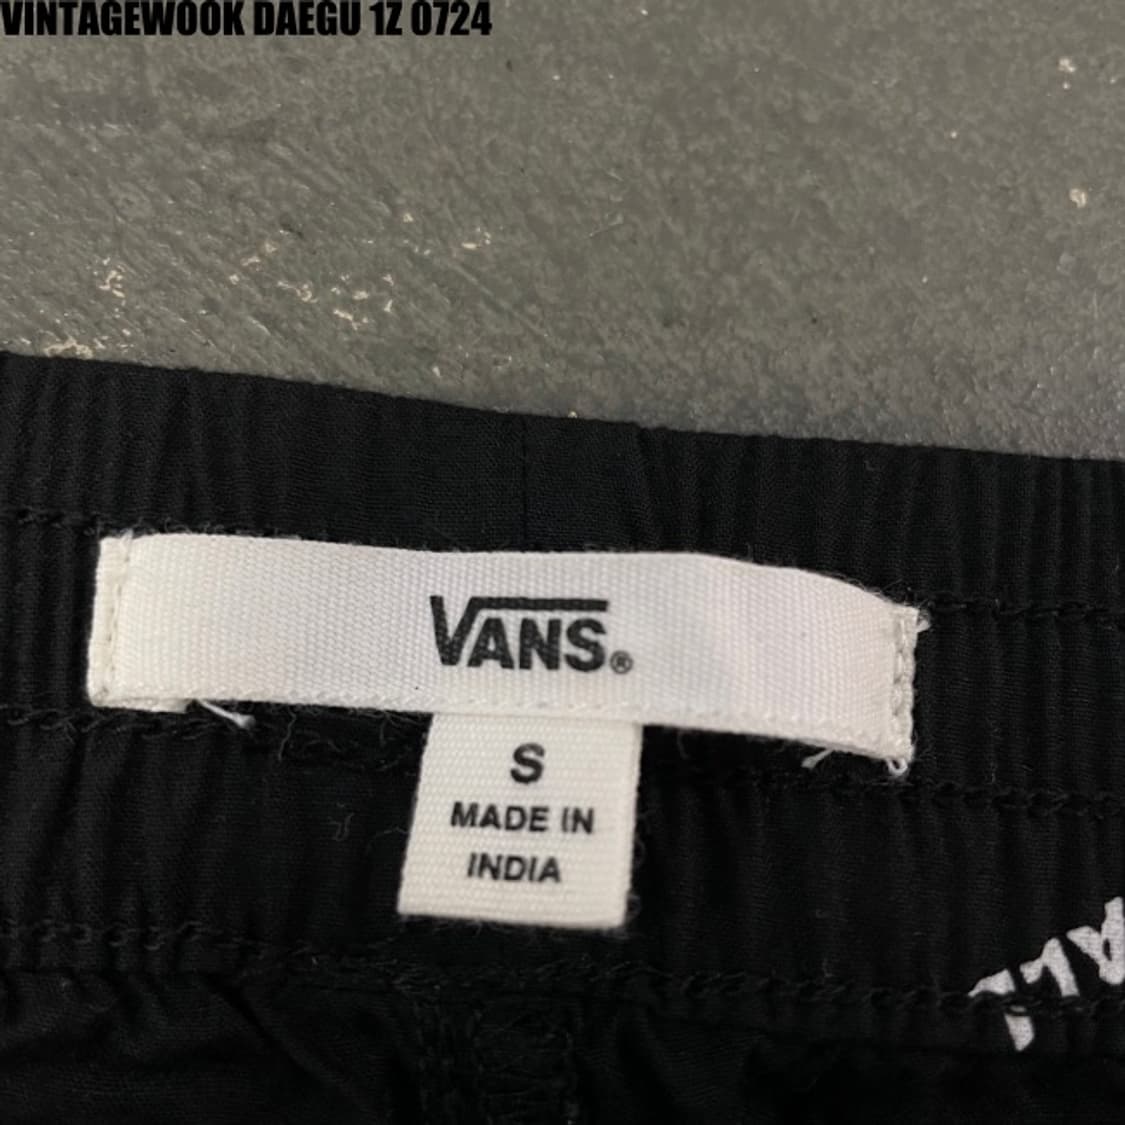 VINTAGEWOOK DAEGU 1Z 0724
VANS®
S
MADE IN
INDIA